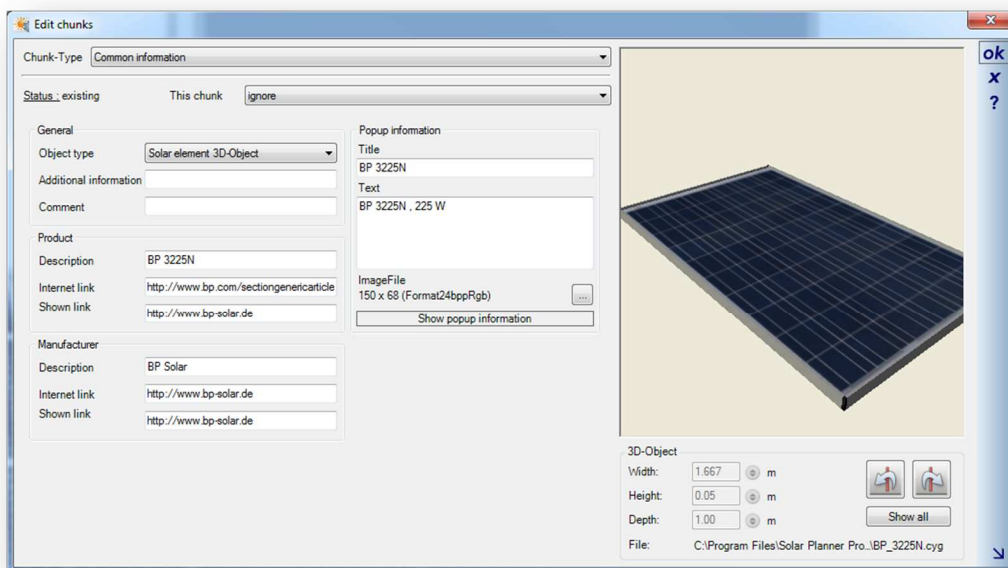 Edit chunks
x
ok
x
?
Chunk-Type Common information
Status : existing This chunk ignore
General
Object type Solar element 3D-Object
Additional information
Comment
Product
Description BP 3225N
Internet link http://www.bp.com/sectiongenericarticle
Shown link http://www.bp-solar.de
Manufacturer
Description BP Solar
Internet link http://www.bp-solar.de
Shown link http://www.bp-solar.de
Popup information
Title
BP 3225N
Text
BP 3225N , 225 W
ImageFile
150 x 68 (Format24bppRgb) ...
Show popup information
3D-Object
Width: 1.667 m
Height: 0.05 m
Depth: 1.00 m
Show all
File: C:\Program Files\Solar Planner Pro...\BP_3225N.cyg